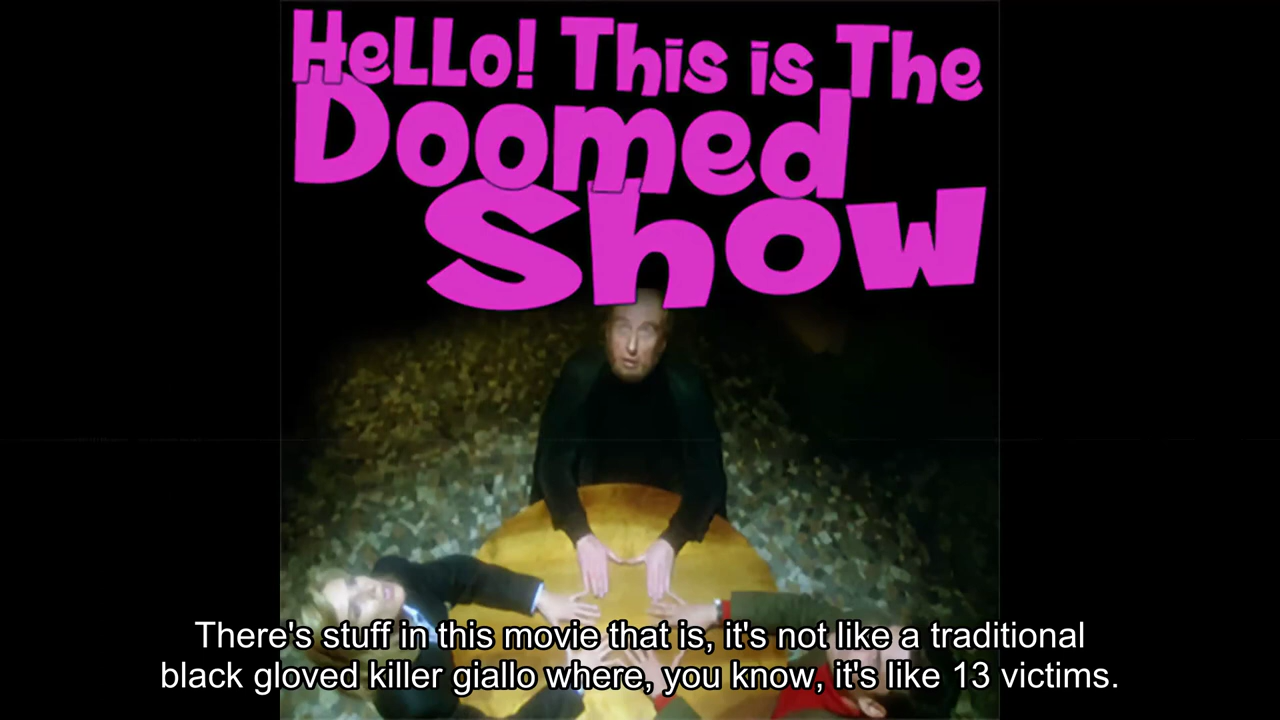 HeLLo! This is The
Doomed
Show
There's stuff in this movie that is, it's not like a traditional
black gloved killer giallo where, you know, it's like 13 victims.